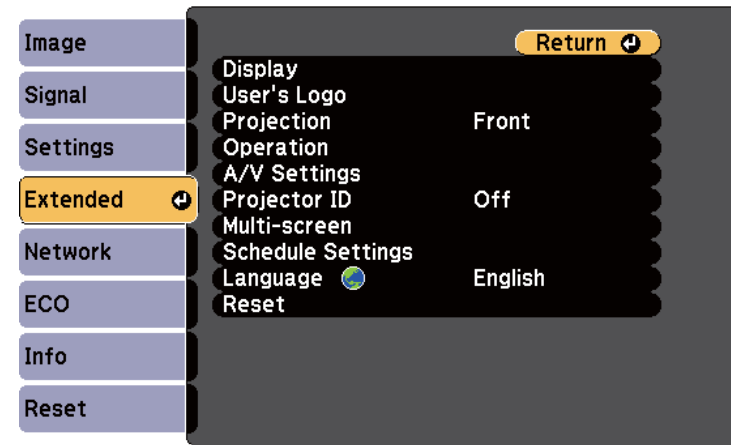 Image
Signal
Settings
Extended
Network
ECO
Info
Reset
Return
Display
User's Logo
Projection Front
Operation
A/V Settings
Projector ID Off
Multi-screen
Schedule Settings
Language English
Reset